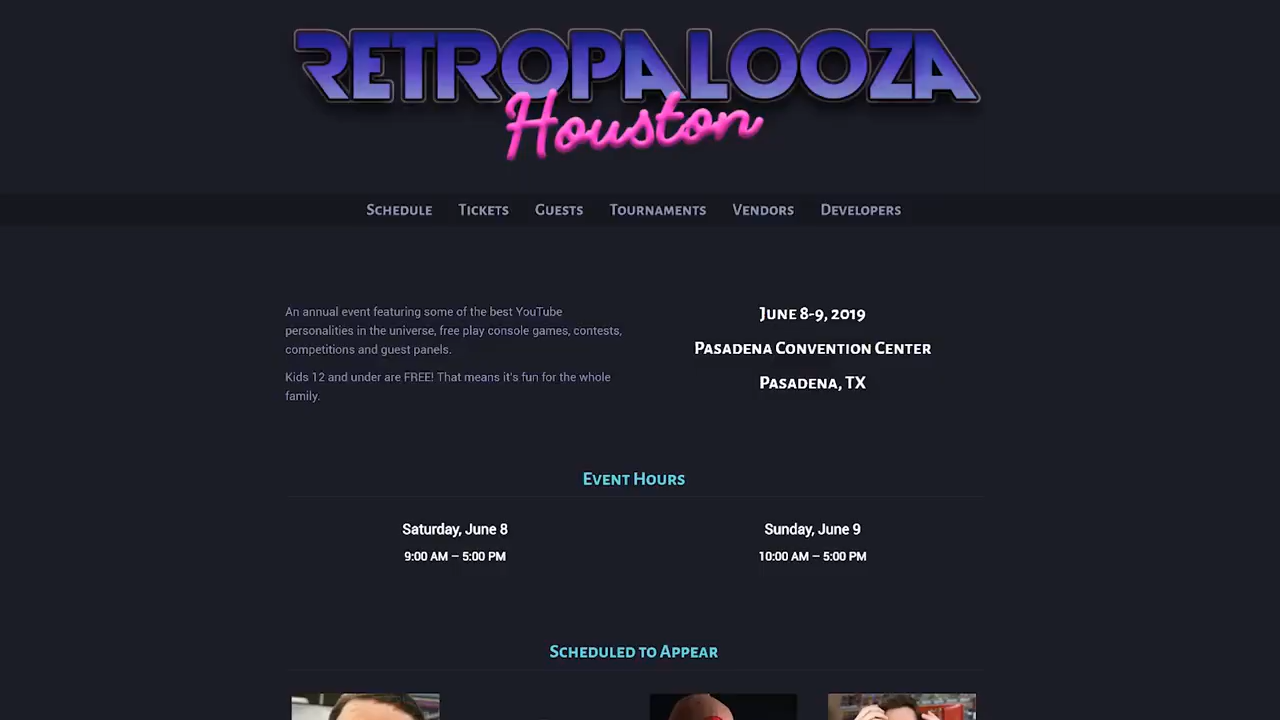 RETROPALOOZA
Houston
Schedule Tickets Guests Tournaments Vendors Developers
An annual event featuring some of the best YouTube
personalities in the universe, free play console games, contests,
competitions and guest panels.
Kids 12 and under are FREE! That means it's fun for the whole
family.
June 8-9, 2019
Pasadena Convention Center
Pasadena, TX
Event Hours
Saturday, June 8
9:00 AM – 5:00 PM
Sunday, June 9
10:00 AM – 5:00 PM
Scheduled to Appear